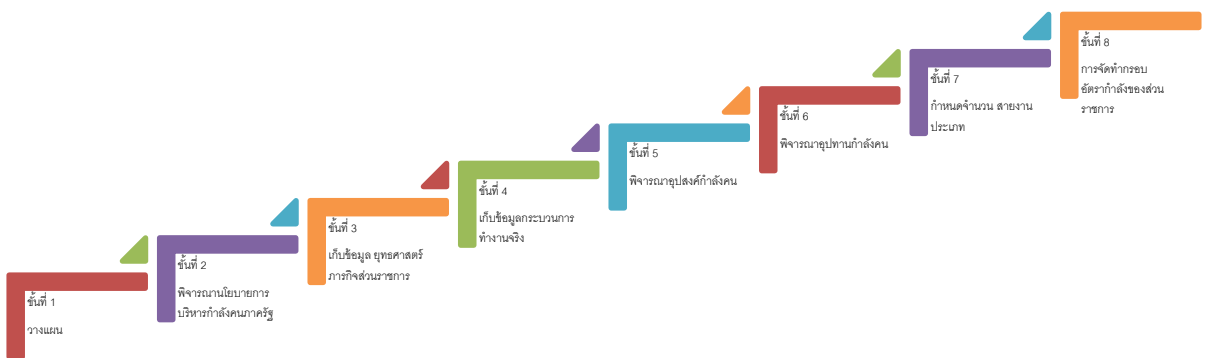 ขั้นที่ 1
วางแผน
ขั้นที่ 2
พิจารณานโยบายการ
บริหารกำลังคนภาครัฐ
ขั้นที่ 3
เก็บข้อมูล ยุทธศาสตร์
ภารกิจส่วนราชการ
ขั้นที่ 4
เก็บข้อมูลกระบวนการ
ทำงานจริง
ขั้นที่ 5
พิจารณาอุปสงค์กำลังคน
ขั้นที่ 6
พิจารณาอุปทานกำลังคน
ขั้นที่ 7
กำหนดจำนวน สายงาน
ประเภท
ขั้นที่ 8
การจัดทำกรอบ
อัตรากำลังของส่วน
ราชการ